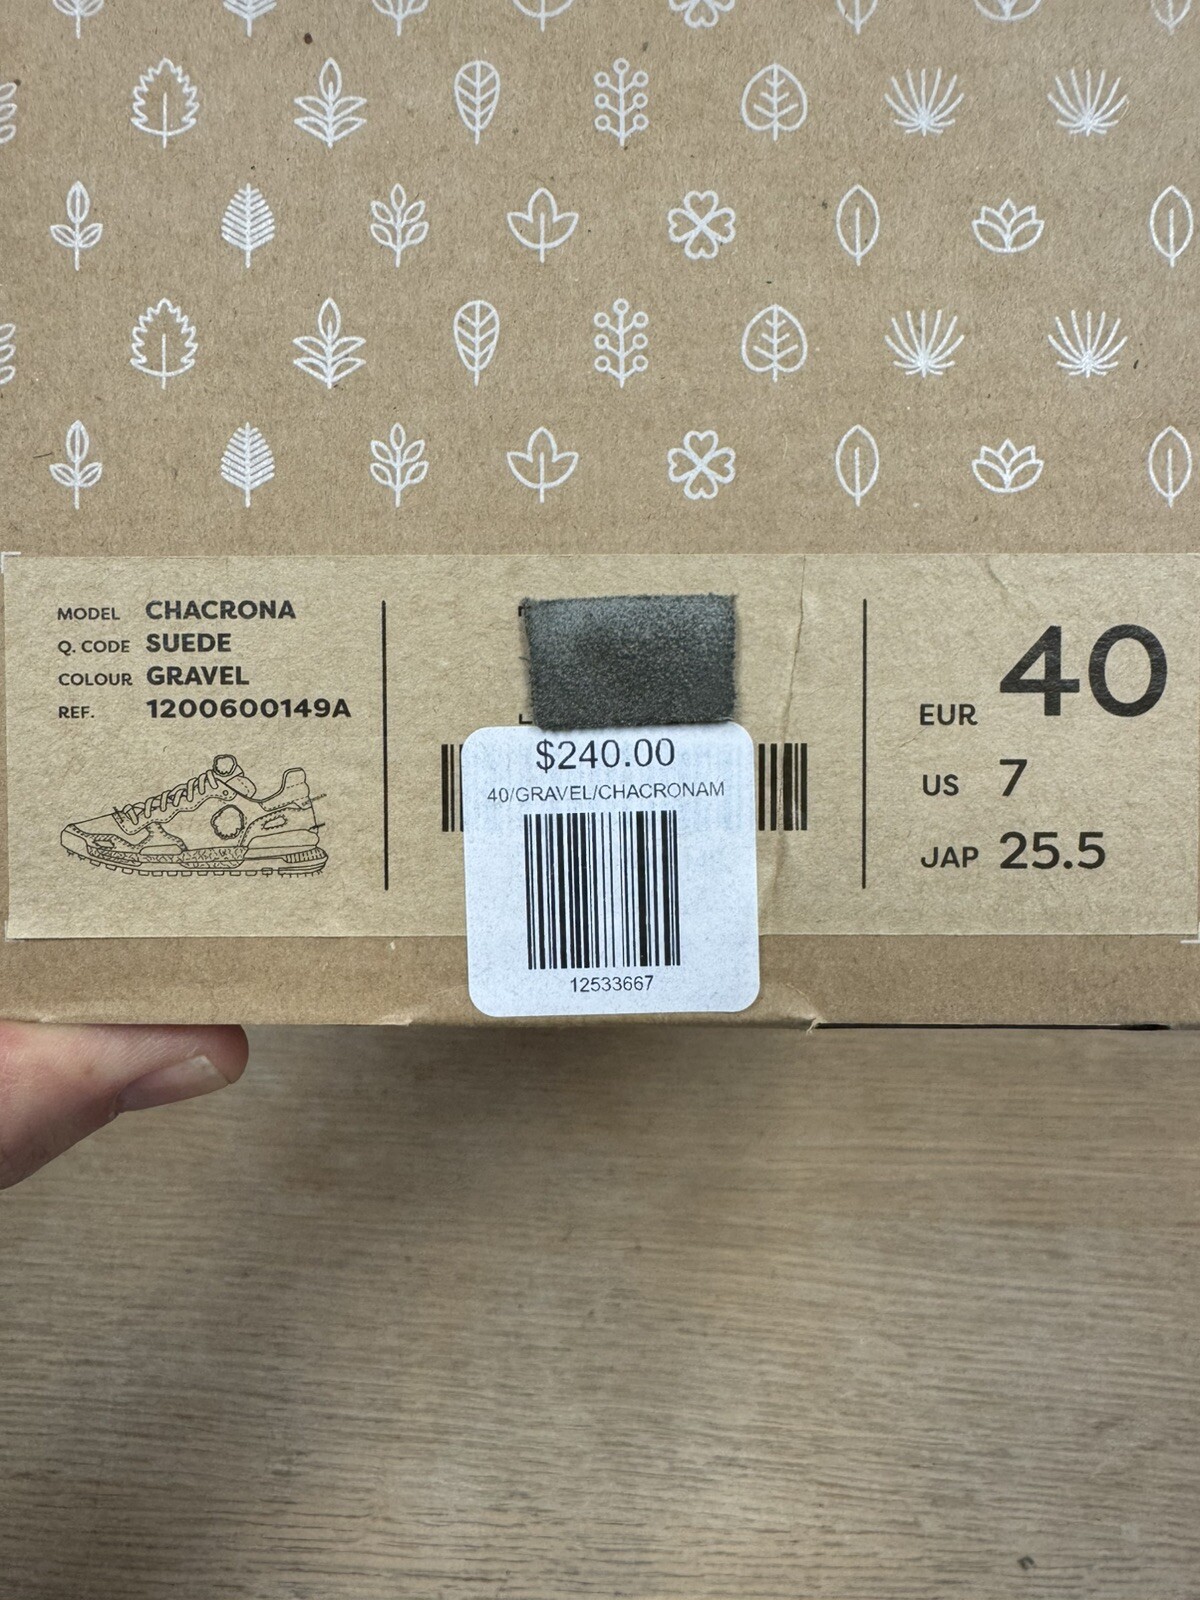 MODEL CHACRONA
Q. CODE SUEDE
COLOUR GRAVEL
REF. 1200600149A
$240.00
40/GRAVEL/CHACRONAM
12533667
EUR 40
US 7
JAP 25.5